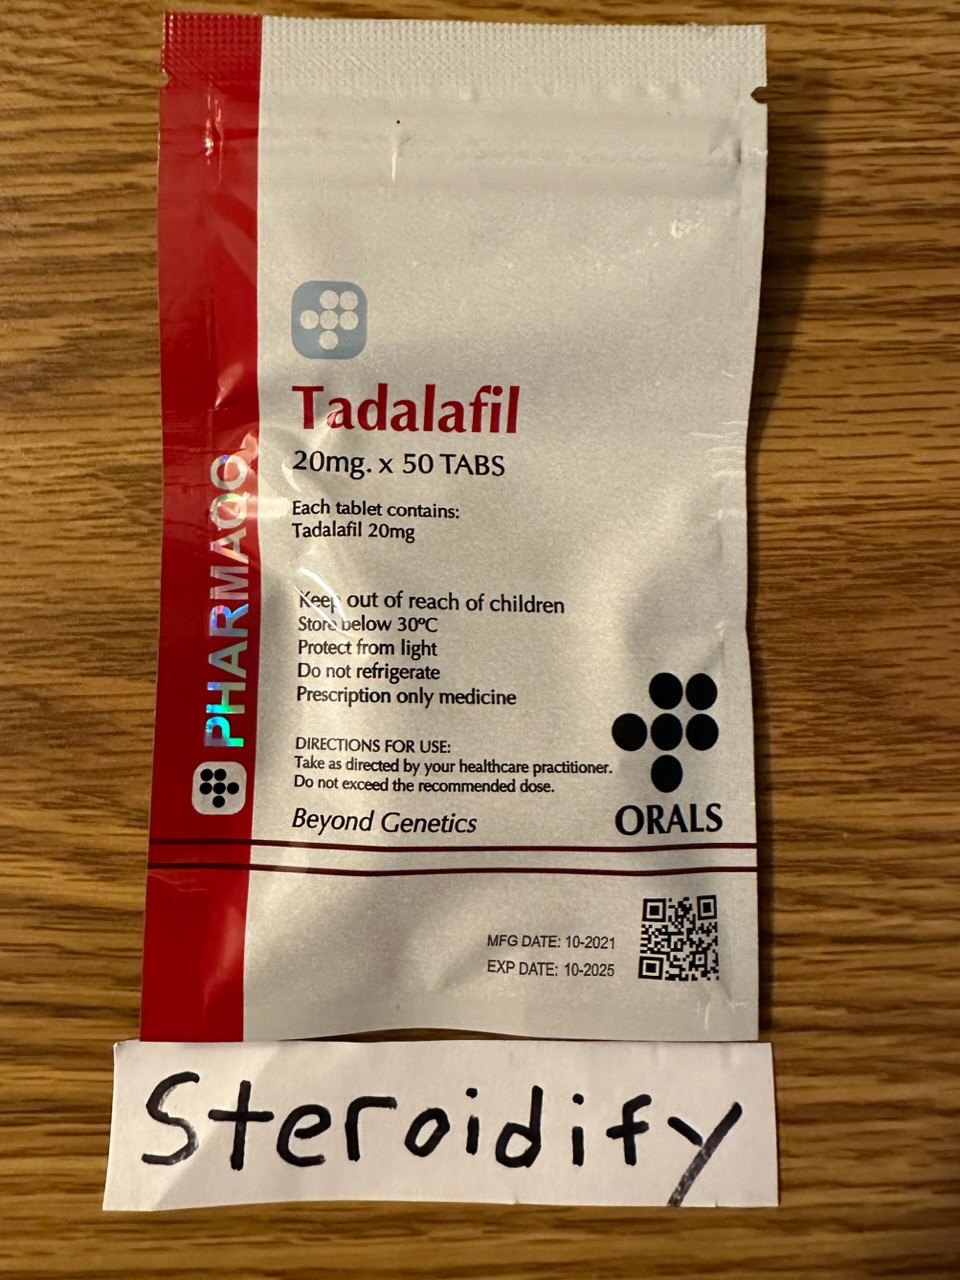 Tadalafil
20mg. x 50 TABS
Each tablet contains:
Tadalafil 20mg
Keep out of reach of children
Store below 30ºC
Protect from light
Do not refrigerate
Prescription only medicine
DIRECTIONS FOR USE:
Take as directed by your healthcare practitioner.
Do not exceed the recommended dose.
Beyond Genetics
ORALS
PHARMAQO
MFG DATE: 10-2021
EXP DATE: 10-2025
Steroidify